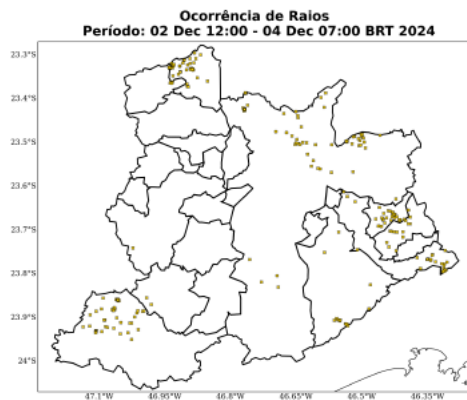 Ocorrência de Raios
Período: 02 Dec 12:00 - 04 Dec 07:00 BRT 2024
23.3°S
23.4°S
23.5°S
23.6°S
23.7°S
23.8°S
23.9°S
24°S
47.1°W 46.95°W 46.8°W 46.65°W 46.5°W 46.35°W